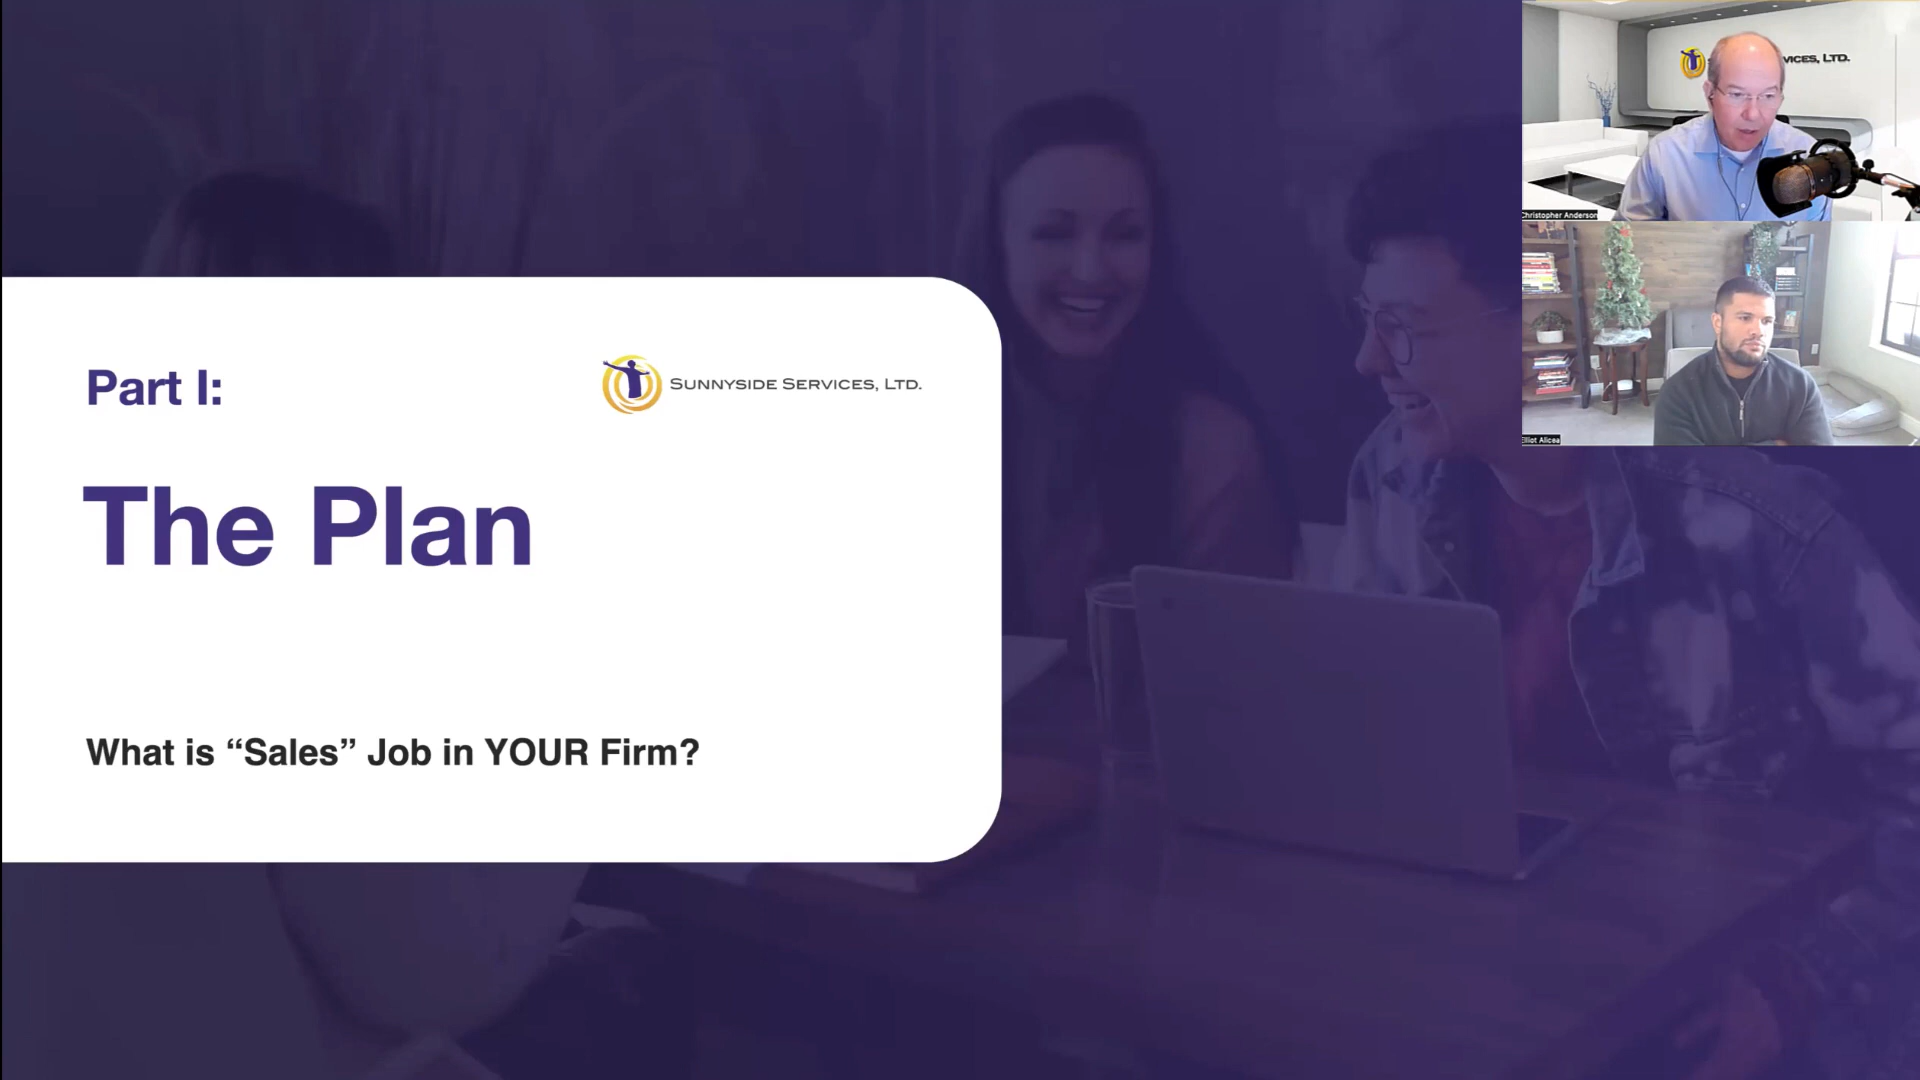 Part I:
SUNNYSIDE SERVICES, LTD.
The Plan
What is “Sales” Job in YOUR Firm?
VICES, LTD.
Christopher Anderson
Elliot Alicea